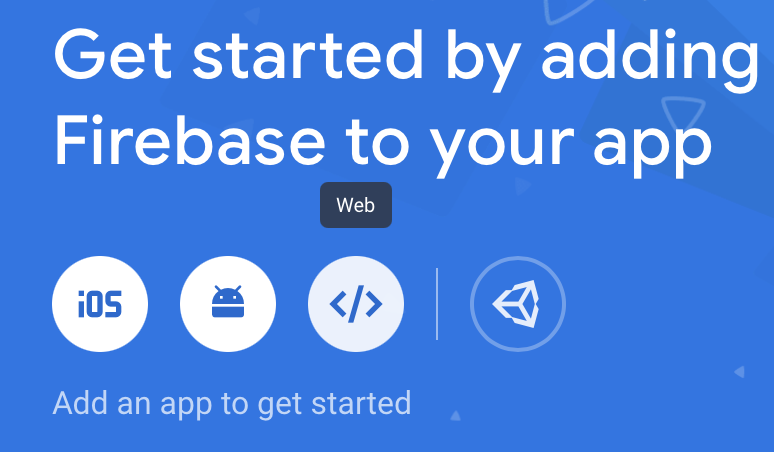 Get started by adding
Firebase to your app
Web
iOS
Add an app to get started